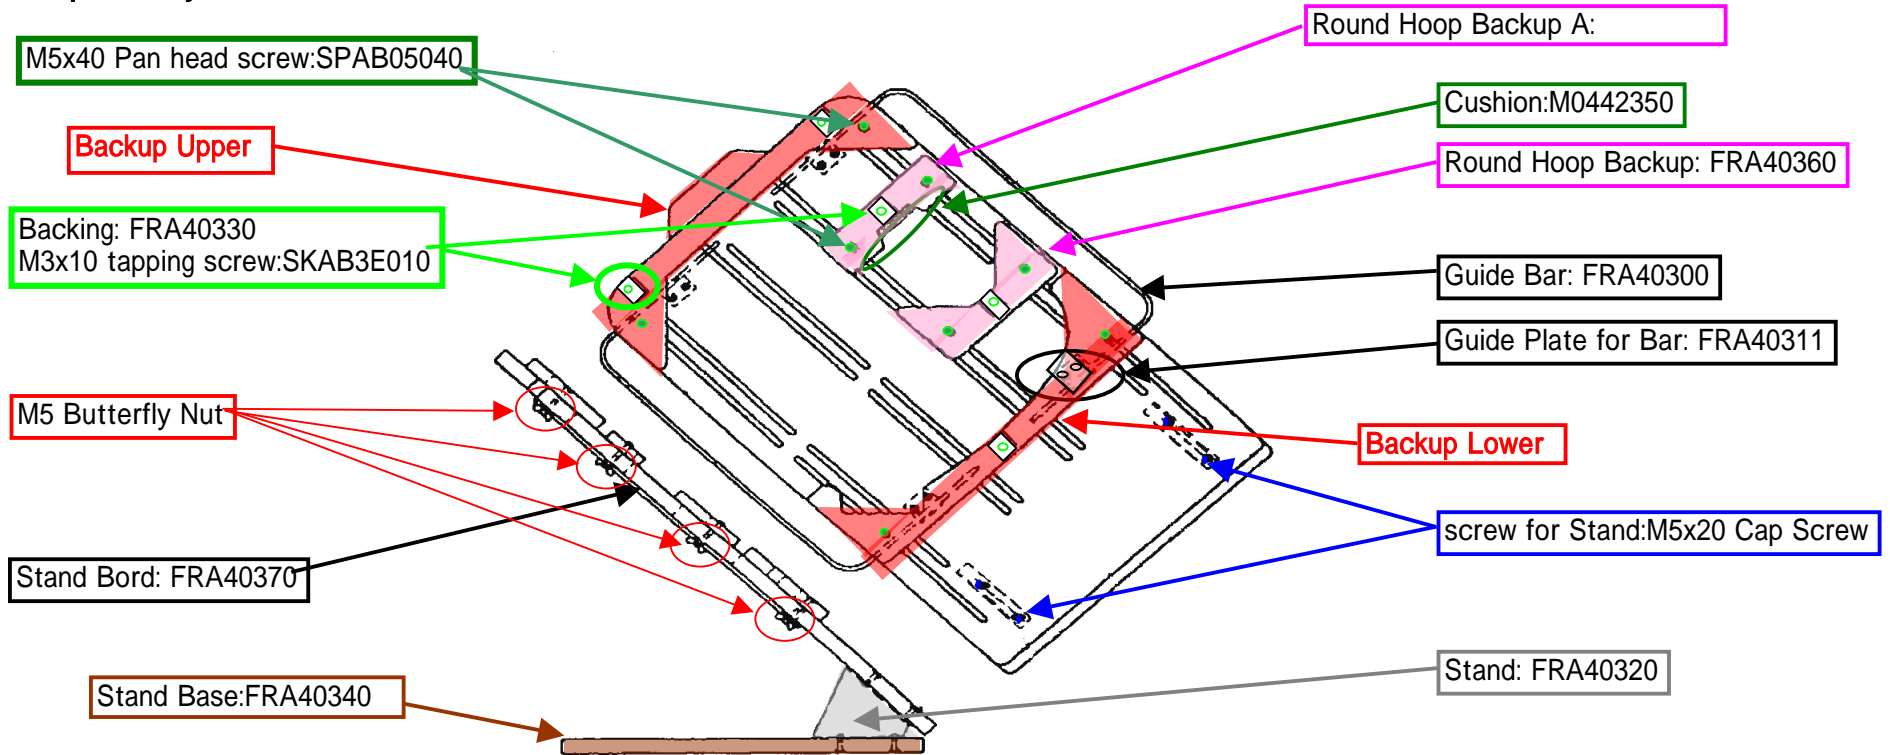 M5x40 Pan head screw:SPAB05040
Backup Upper
Backing: FRA40330
M3x10 tapping screw:SKAB3E010
M5 Butterfly Nut
Stand Bord: FRA40370
Stand Base:FRA40340
Round Hoop Backup A:
Cushion:M0442350
Round Hoop Backup: FRA40360
Guide Bar: FRA40300
Guide Plate for Bar: FRA40311
Backup Lower
screw for Stand:M5x20 Cap Screw
Stand: FRA40320